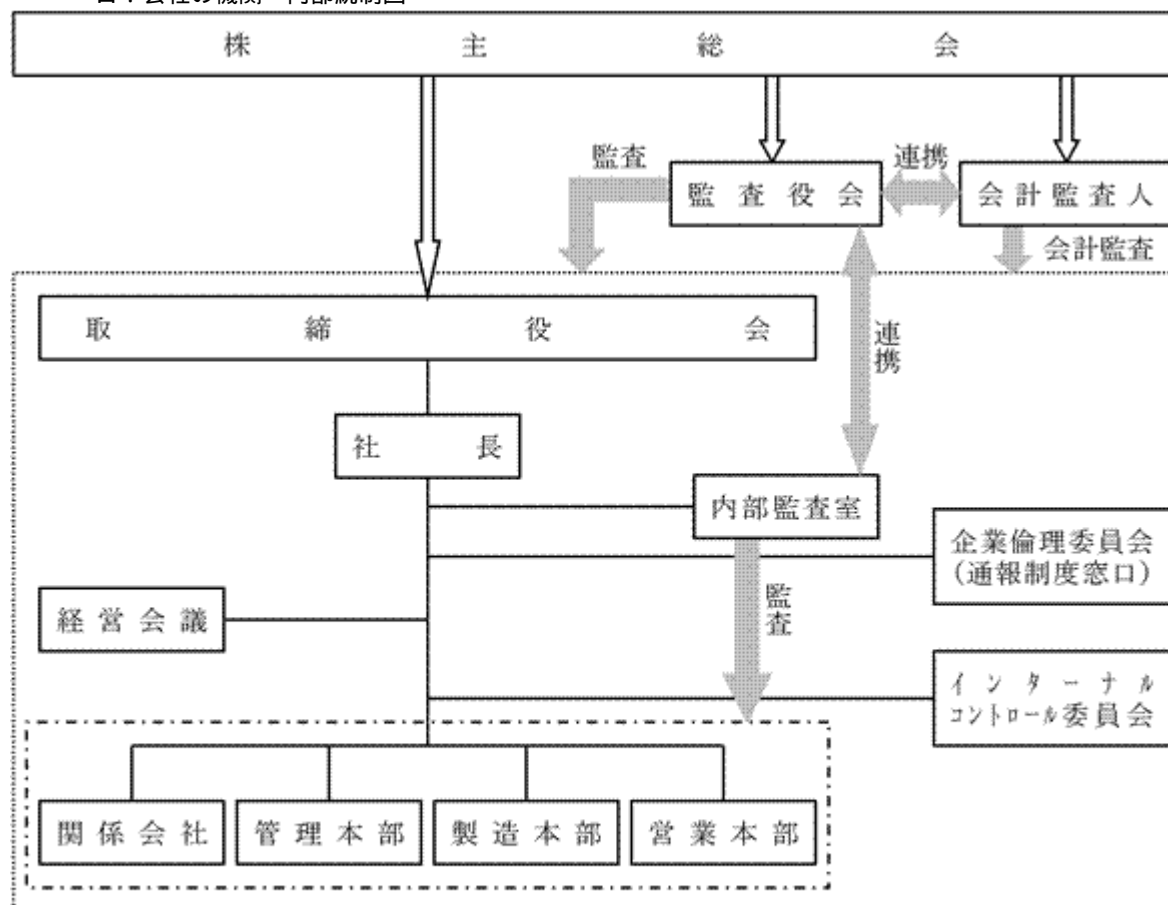 株主総会
監査
連携
監査役会
会計監査人
会計監査
取締役会
連携
社長
内部監査室
企業倫理委員会
(通報制度窓口)
監査
経営会議
インターナル
コントロール委員会
関係会社
管理本部
製造本部
営業本部